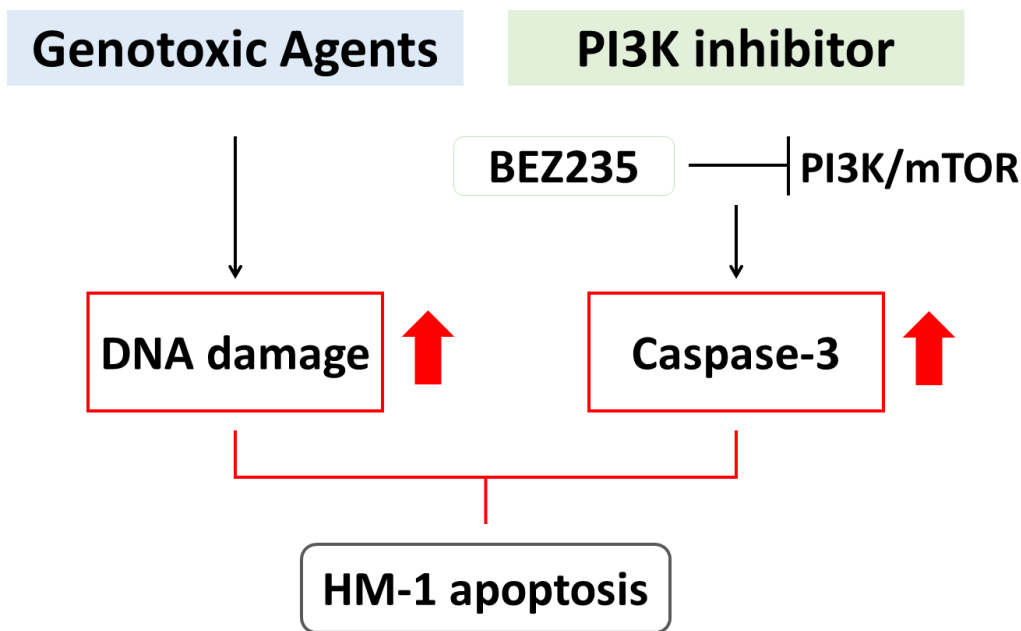 Genotoxic Agents
PI3K inhibitor
BEZ235
PI3K/mTOR
DNA damage
Caspase-3
HM-1 apoptosis